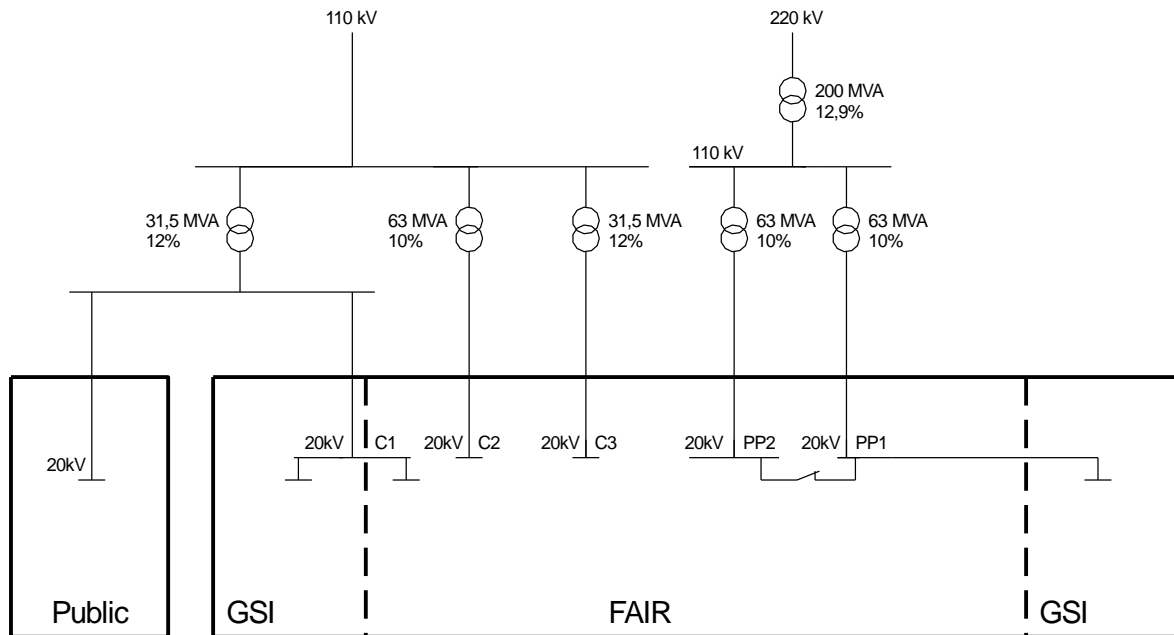 110 kV
220 kV
200 MVA
12,9%
110 kV
31,5 MVA
12%
63 MVA
10%
31,5 MVA
12%
63 MVA
10%
63 MVA
10%
20kV
20kV C1
20kV C2
20kV C3
20kV PP2
20kV PP1
Public
GSI
FAIR
GSI